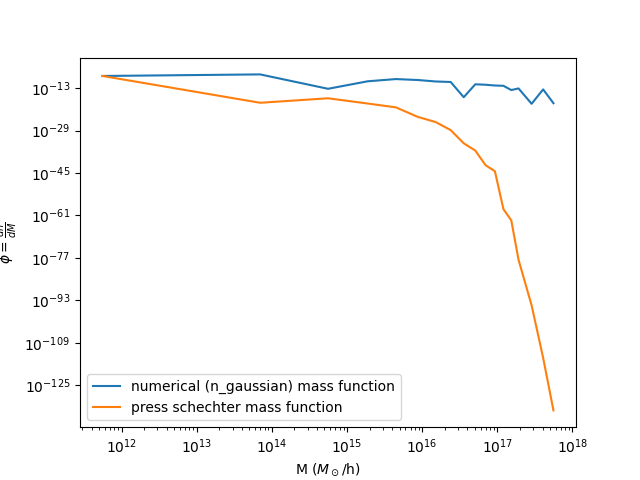 10^{-13}
10^{-29}
10^{-45}
10^{-61}
10^{-77}
10^{-93}
10^{-109}
10^{-125}
ϕ = dn/dM
numerical (n_gaussian) mass function
press schechter mass function
10^{12} 10^{13} 10^{14} 10^{15} 10^{16} 10^{17} 10^{18}
M (M_⊙/h)